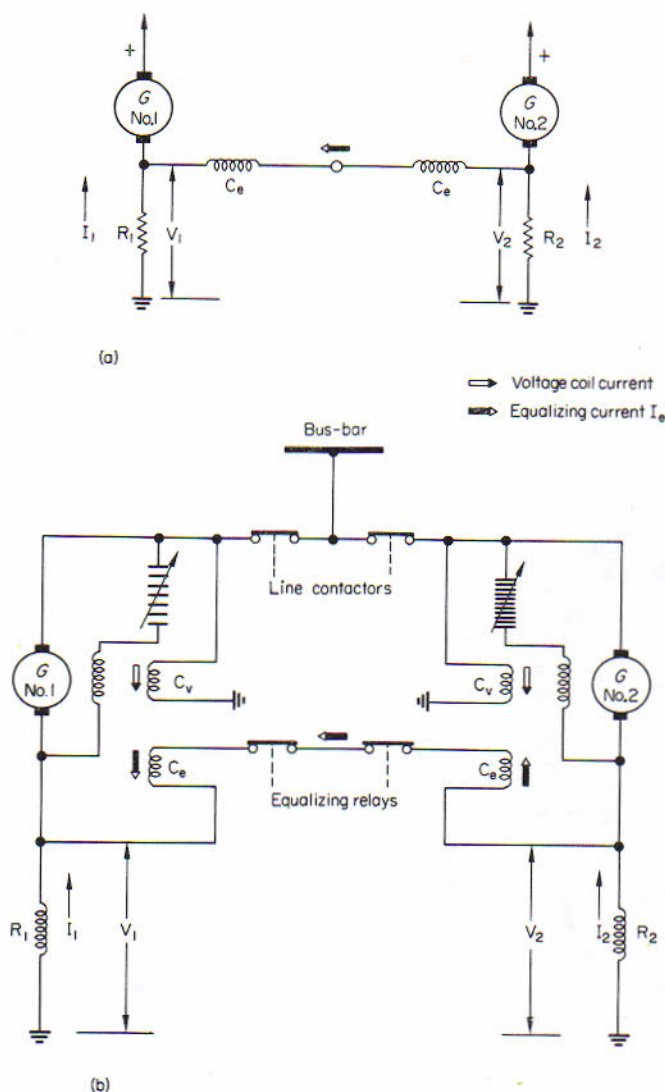 + +
G G
No.1 No.2
Ce Ce
I1 R1 V1 V2 R2 I2
(a)
Voltage coil current
Equalizing current Ie
Bus-bar
Line contactors
G G
No.1 Cv Cv No.2
Ce Ce
Equalizing relays
R1 I1 V1 V2 I2 R2
(b)